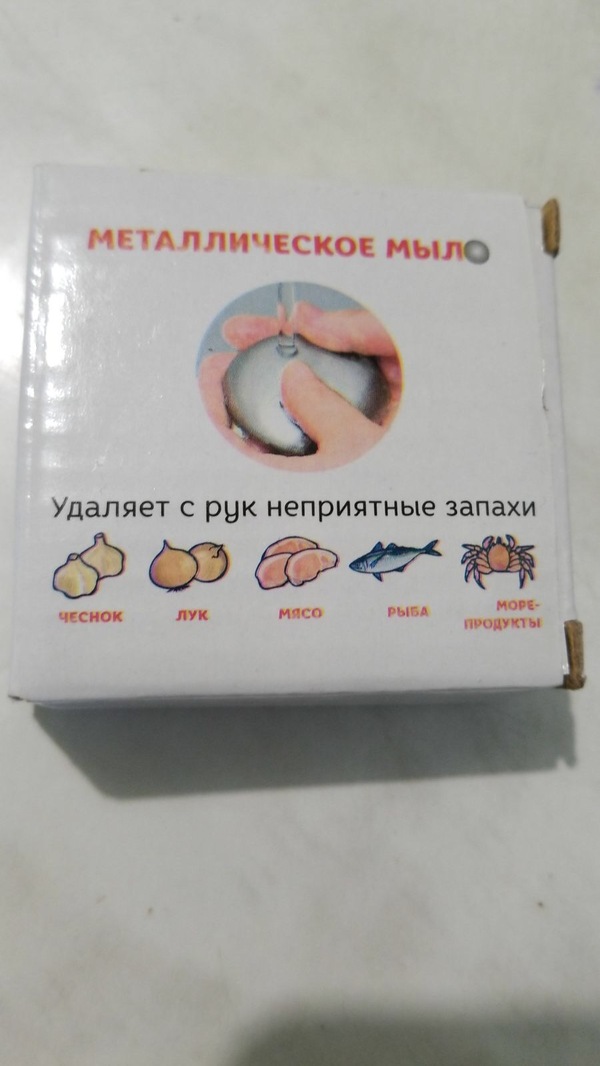 МЕТАЛЛИЧЕСКОЕ МЫЛО
Удаляет с рук неприятные запахи
ЧЕСНОК ЛУК МЯСО РЫБА МОРЕ-
ПРОДУКТЫ